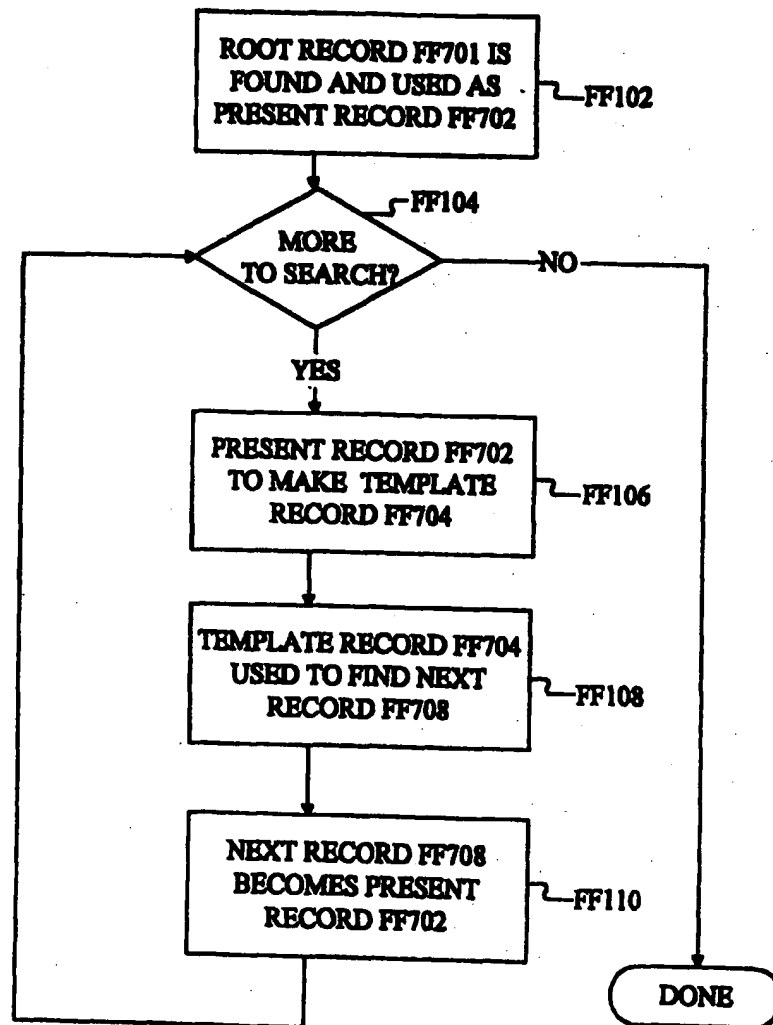 ROOT RECORD FF701 IS
FOUND AND USED AS
PRESENT RECORD FF702
FF102
FF104
MORE
TO SEARCH?
NO
YES
PRESENT RECORD FF702
TO MAKE TEMPLATE
RECORD FF704
FF106
TEMPLATE RECORD FF704
USED TO FIND NEXT
RECORD FF708
FF108
NEXT RECORD FF708
BECOMES PRESENT
RECORD FF702
FF110
DONE